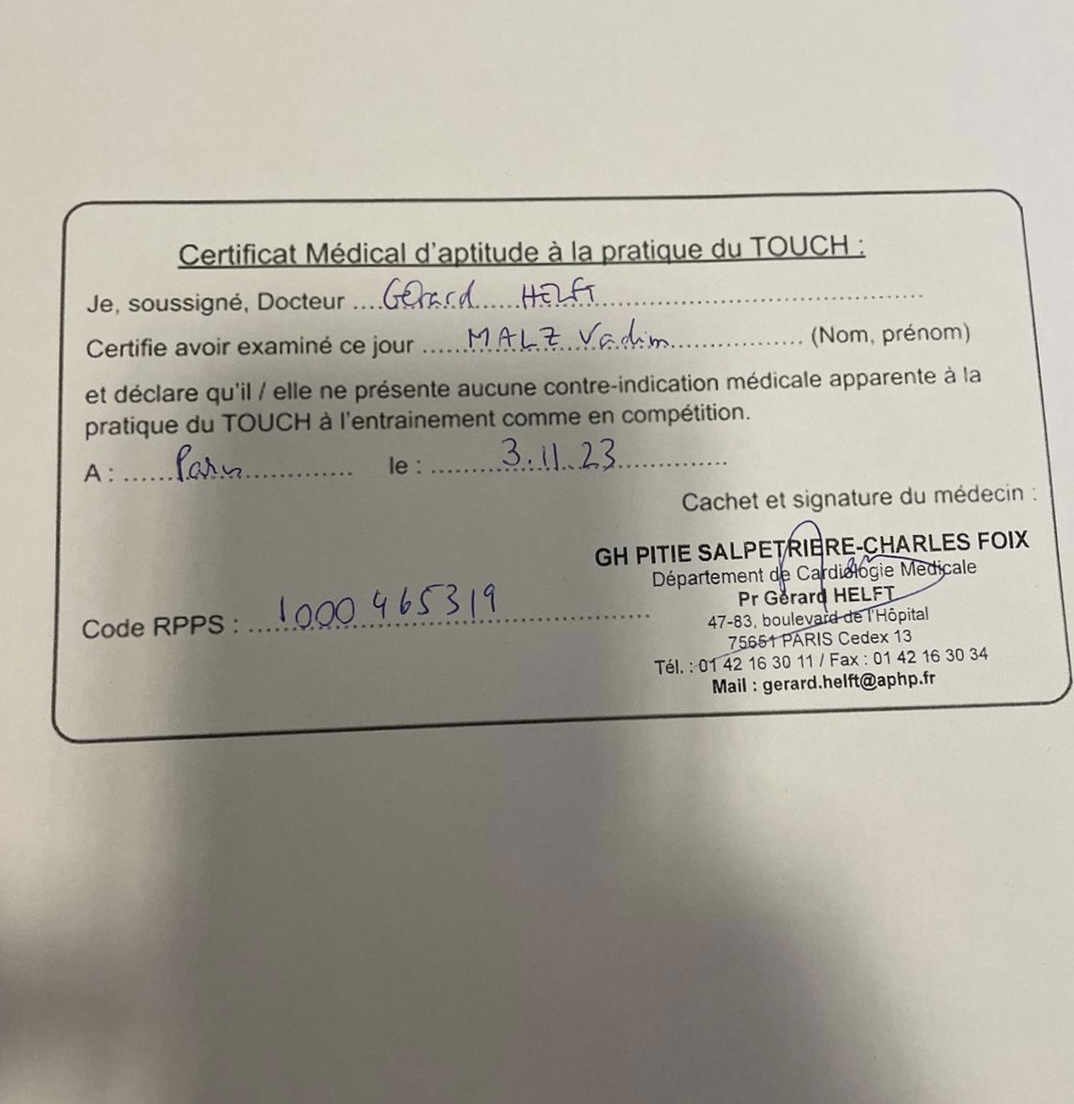 Certificat Médical d'aptitude à la pratique du TOUCH :
Je, soussigné, Docteur ....Gérard......HELFT..........................................
Certifie avoir examiné ce jour ......MALZ Vadim................... (Nom, prénom)
et déclare qu'il / elle ne présente aucune contre-indication médicale apparente à la
pratique du TOUCH à l'entrainement comme en compétition.
A : ......Paris................ le : ..........3.11.23...............
Cachet et signature du médecin :
GH PITIE SALPETRIERE-CHARLES FOIX
Département de Cardiologie Médicale
Pr Gérard HELFT
47-83, boulevard de l'Hôpital
75651 PARIS Cedex 13
Tél. : 01 42 16 30 11 / Fax : 01 42 16 30 34
Mail : gerard.helft@aphp.fr
Code RPPS : ....1000 465319......................